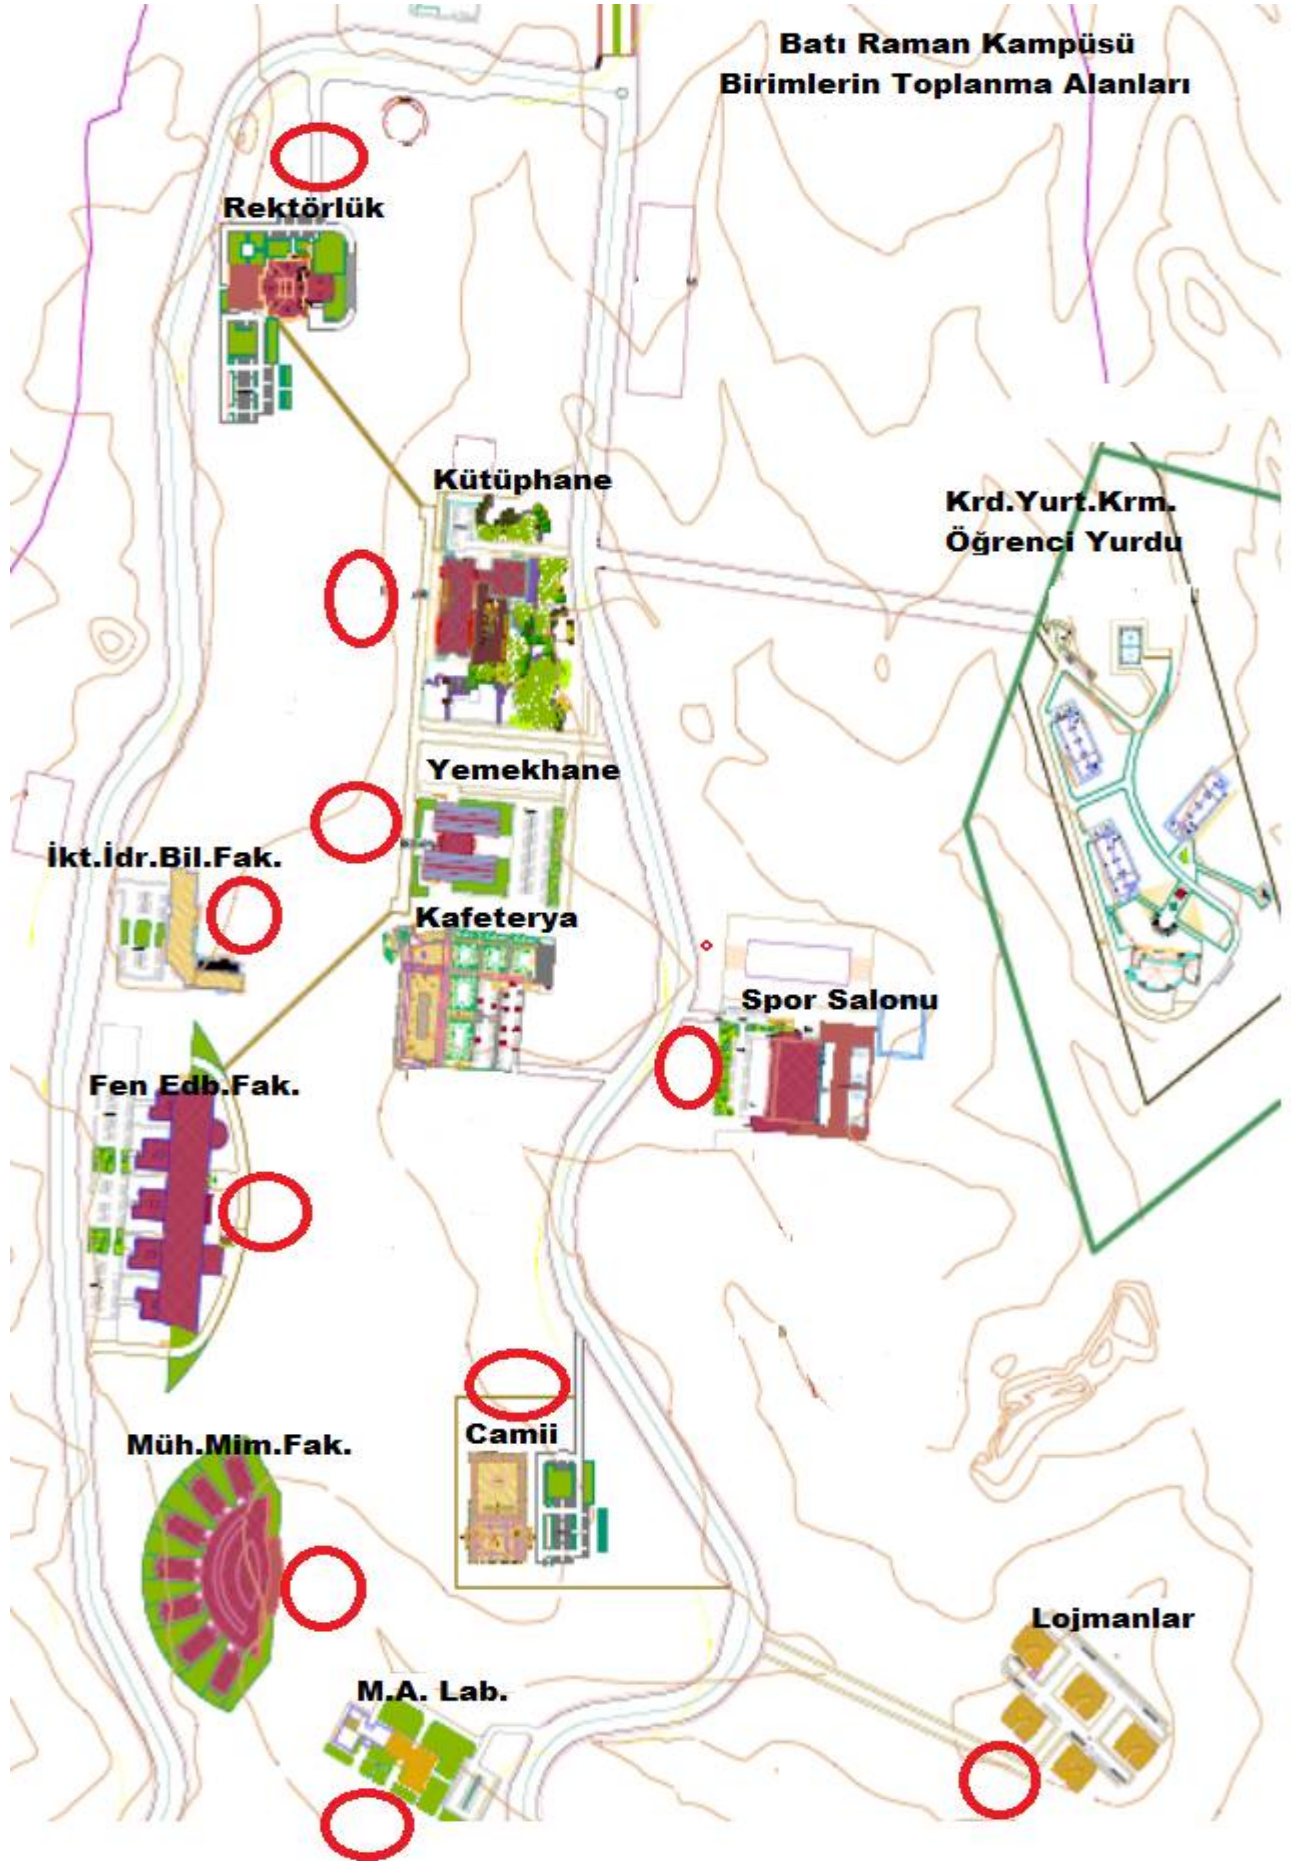 Batı Raman Kampüsü
Birimlerin Toplanma Alanları
Rektörlük
Kütüphane
Krd.Yurt.Krm.
Öğrenci Yurdu
Yemekhane
İkt.İdr.Bil.Fak.
Kafeterya
Spor Salonu
Fen Edb.Fak.
Camii
Müh.Mim.Fak.
Lojmanlar
M.A. Lab.